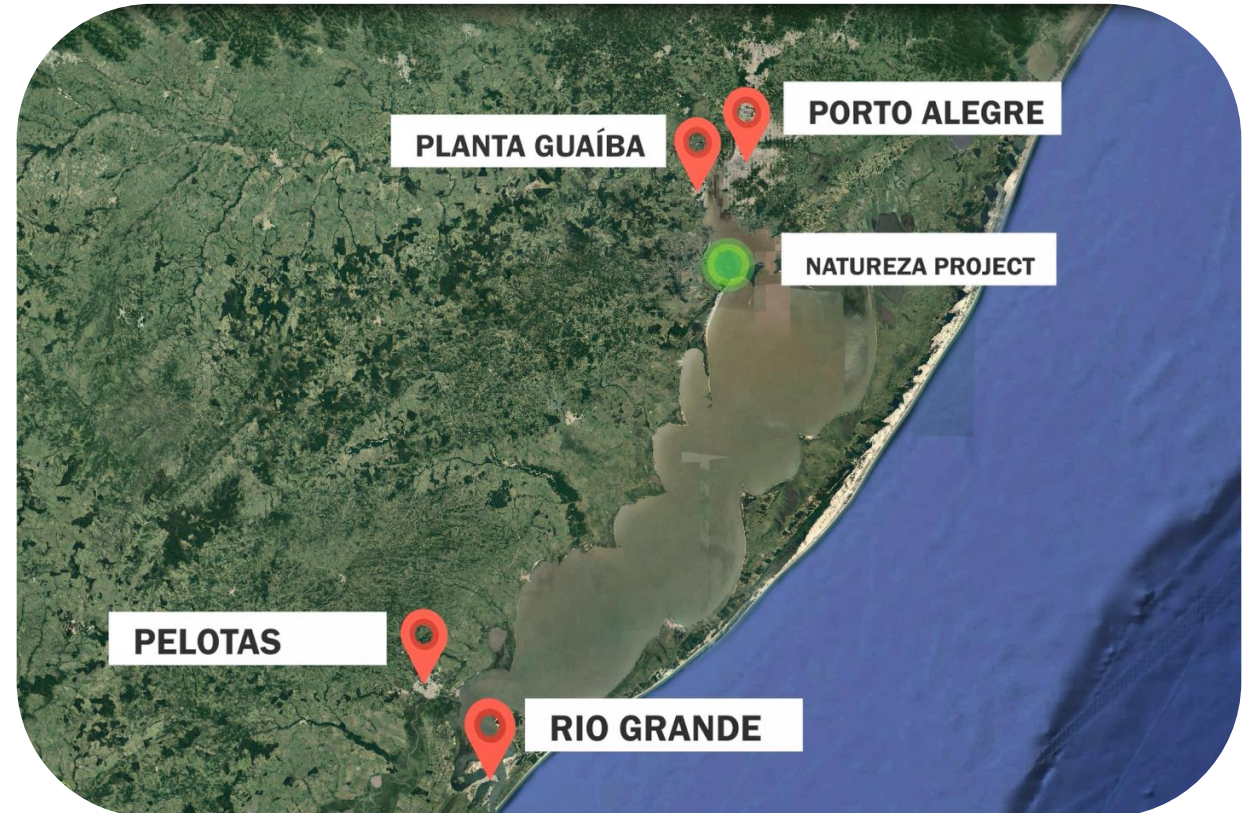 PORTO ALEGRE
PLANTA GUAÍBA
NATUREZA PROJECT
PELOTAS
RIO GRANDE